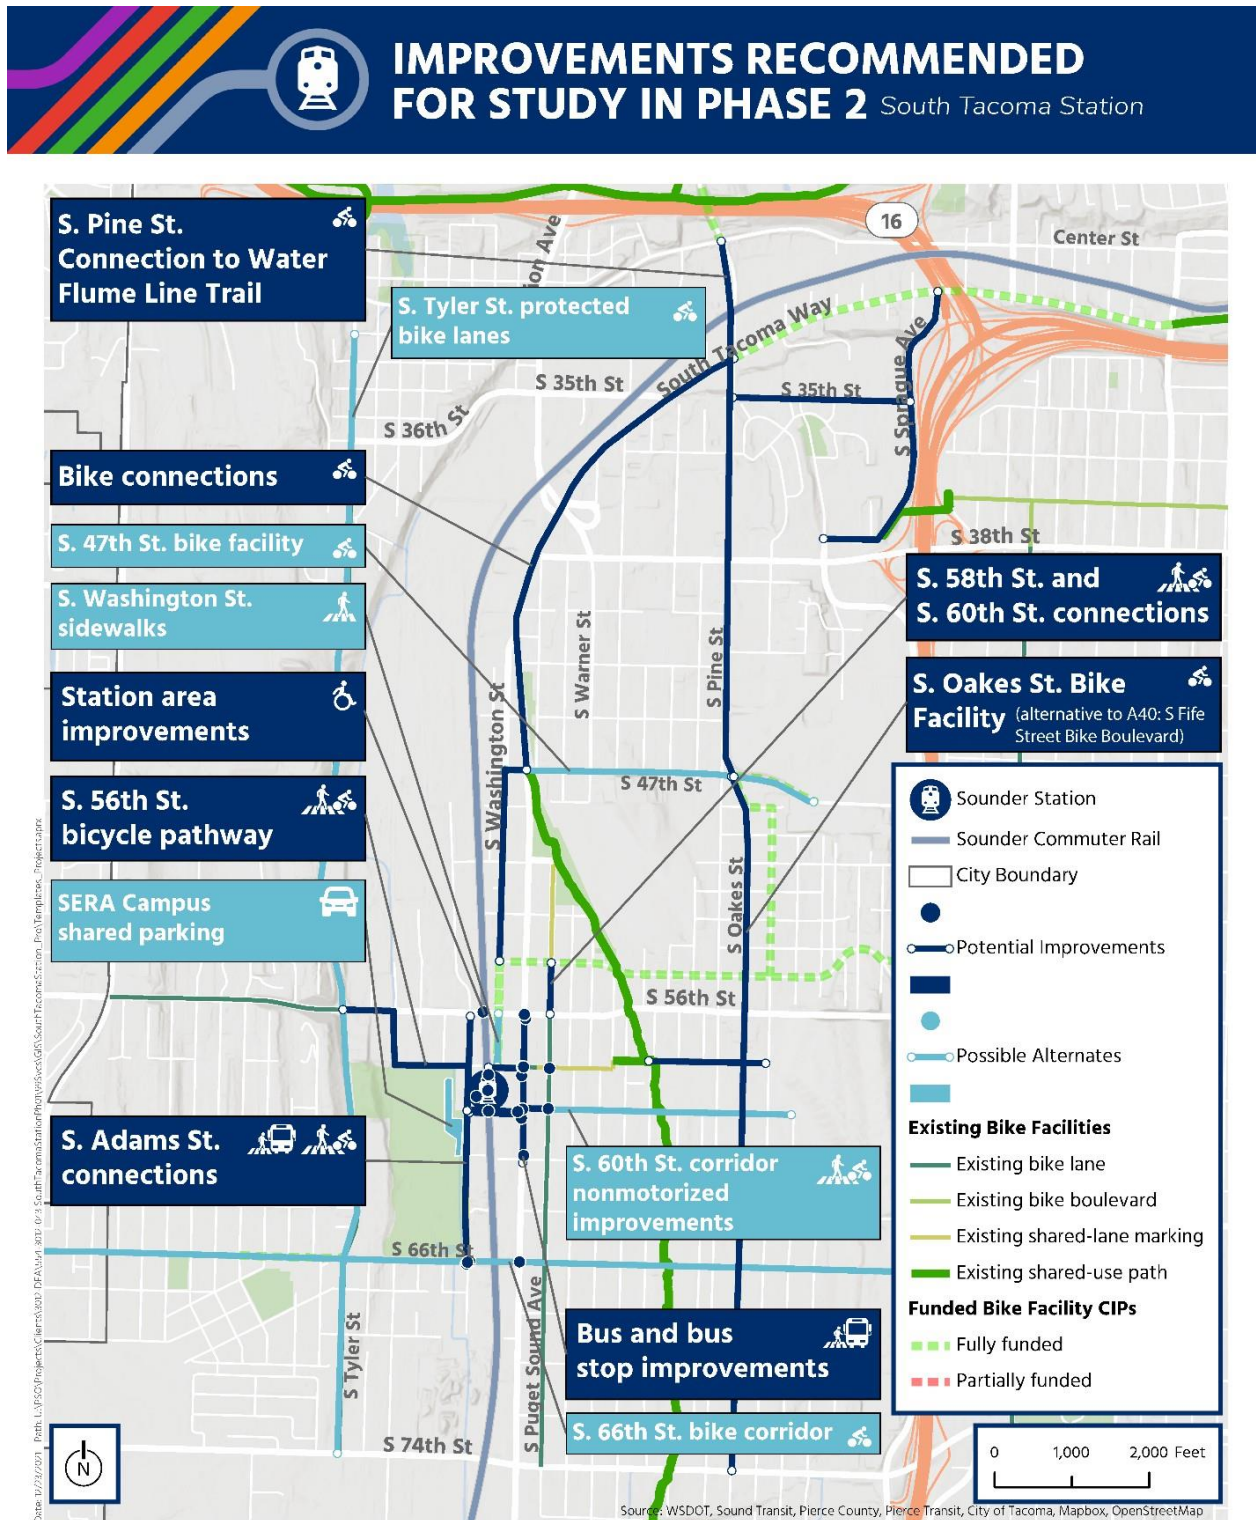 IMPROVEMENTS RECOMMENDED
FOR STUDY IN PHASE 2 South Tacoma Station
S. Pine St.
Connection to Water
Flume Line Trail
16
Center St
S. Tyler St. protected
bike lanes
South Tacoma Way
S Sprague Ave
S 35th St
S 35th St
S 36th St
Bike connections
S. 47th St. bike facility
S 38th St
S. Washington St.
sidewalks
S. 58th St. and
S. 60th St. connections
S Warner St
S Pine St
Station area
improvements
S. Oakes St. Bike
Facility (alternative to A40: S Fife
Street Bike Boulevard)
S Washington St
S 47th St
S. 56th St.
bicycle pathway
SERA Campus
shared parking
S Oakes St
S 56th St
Sounder Station
Sounder Commuter Rail
City Boundary
Potential Improvements
Possible Alternates
Existing Bike Facilities
Existing bike lane
Existing bike boulevard
Existing shared-lane marking
Existing shared-use path
Funded Bike Facility CIPs
Fully funded
Partially funded
S. Adams St.
connections
S. 60th St. corridor
nonmotorized
improvements
S 66th St
S Puget Sound Ave
S Tyler St
Bus and bus
stop improvements
S. 66th St. bike corridor
S 74th St
N
0 1,000 2,000 Feet
Source: WSDOT, Sound Transit, Pierce County, Pierce Transit, City of Tacoma, Mapbox, OpenStreetMap